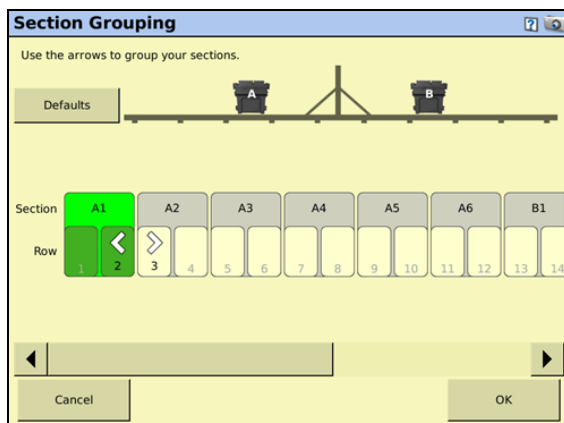 Section Grouping
?
Use the arrows to group your sections.
Defaults
A
B
Section A1 A2 A3 A4 A5 A6 B1
Row 1 2 3 4 5 6 7 8 9 10 11 12 13 14
Cancel
OK